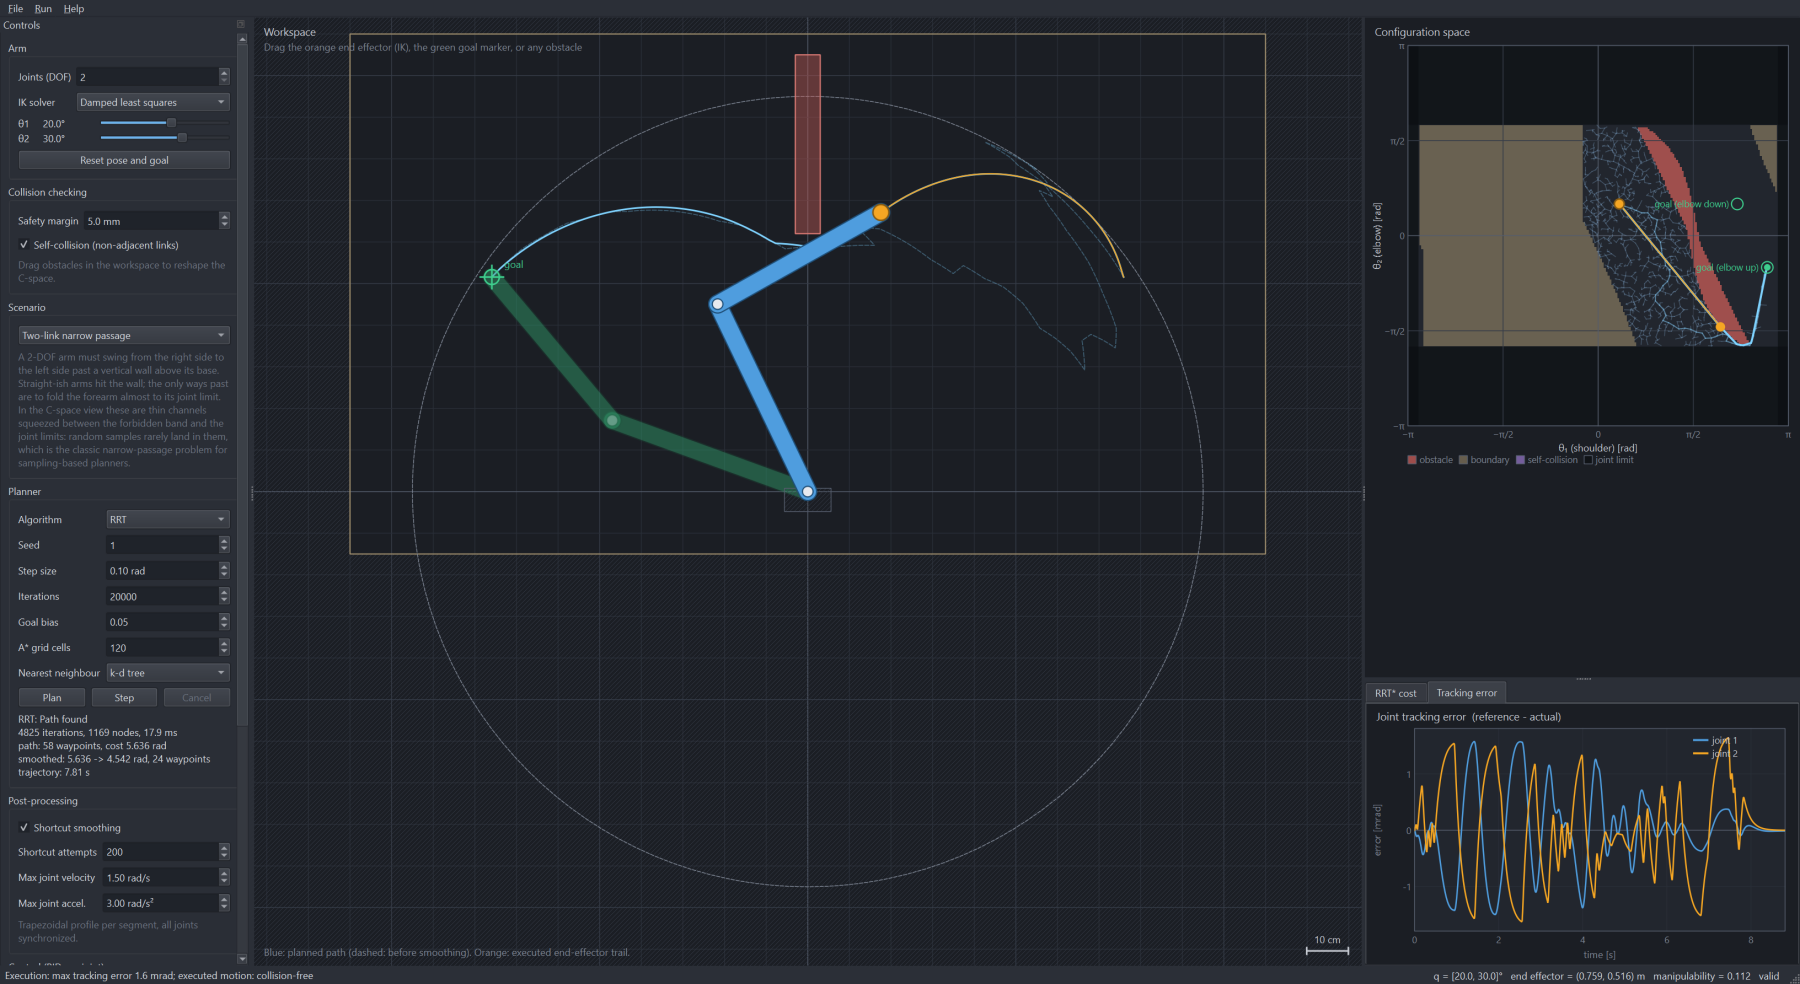 File Run Help
Controls
Arm
Joints (DOF) 2
IK solver Damped least squares
θ1 20.0°
θ2 30.0°
Reset pose and goal
Collision checking
Safety margin 5.0 mm
Self-collision (non-adjacent links)
Drag obstacles in the workspace to reshape the
C-space.
Scenario
Two-link narrow passage
A 2-DOF arm must swing from the right side to
the left side past a vertical wall above its base.
Straight-ish arms hit the wall; the only ways past
are to fold the forearm almost to its joint limit.
In the C-space view these are thin channels
squeezed between the forbidden band and the
joint limits: random samples rarely land in them,
which is the classic narrow-passage problem for
sampling-based planners.
Planner
Algorithm RRT
Seed 1
Step size 0.10 rad
Iterations 20000
Goal bias 0.05
A* grid cells 120
Nearest neighbour k-d tree
Plan Step Cancel
RRT: Path found
4825 iterations, 1169 nodes, 17.9 ms
path: 58 waypoints, cost 5.636 rad
smoothed: 5.636 -> 4.542 rad, 24 waypoints
trajectory: 7.81 s
Post-processing
Shortcut smoothing
Shortcut attempts 200
Max joint velocity 1.50 rad/s
Max joint accel. 3.00 rad/s²
Trapezoidal profile per segment, all joints
synchronized.
Workspace
Drag the orange end effector (IK), the green goal marker, or any obstacle
goal
Blue: planned path (dashed: before smoothing). Orange: executed end-effector trail.
10 cm
Configuration space
π
π/2
0
−π/2
−π
θ₂ (elbow) [rad]
goal (elbow down)
goal (elbow up)
−π −π/2 0 π/2 π
θ₁ (shoulder) [rad]
obstacle boundary self-collision joint limit
RRT* cost Tracking error
Joint tracking error (reference - actual)
joint 1
joint 2
1
0
-1
error [mrad]
0 2 4 6 8
time [s]
Execution: max tracking error 1.6 mrad; executed motion: collision-free
q = [20.0, 30.0]° end effector = (0.759, 0.516) m manipulability = 0.112 valid